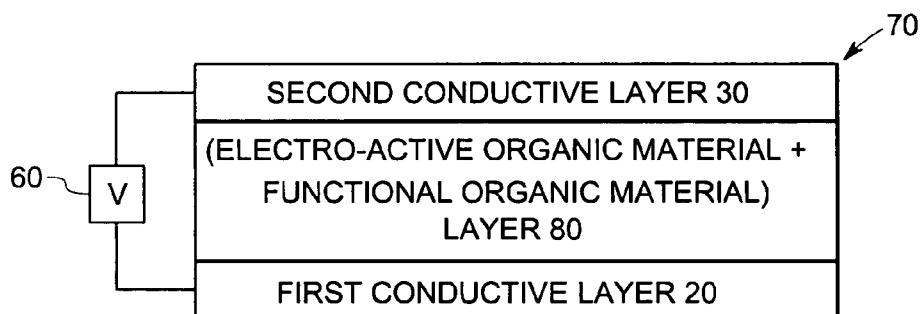 70
SECOND CONDUCTIVE LAYER 30
(ELECTRO-ACTIVE ORGANIC MATERIAL +
FUNCTIONAL ORGANIC MATERIAL)
LAYER 80
60
V
FIRST CONDUCTIVE LAYER 20